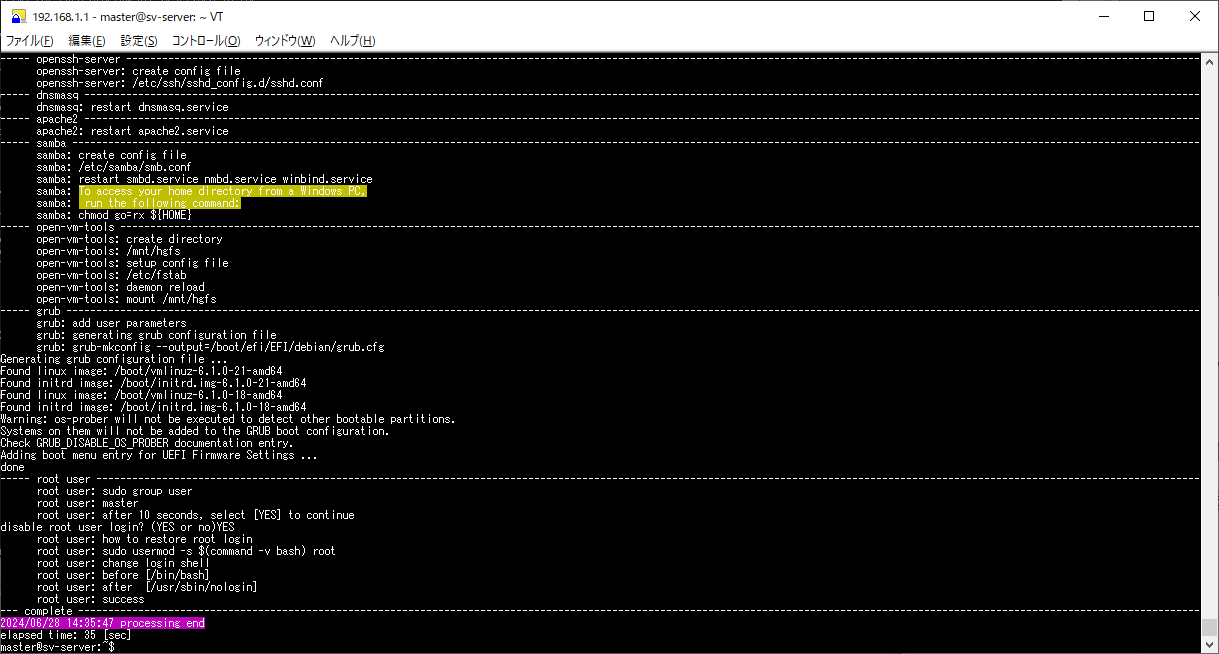 192.168.1.1 - master@sv-server: ~ VT
ファイル(F) 編集(E) 設定(S) コントロール(O) ウィンドウ(W) ヘルプ(H)
----- openssh-server ----------
      openssh-server: create config file
      openssh-server: /etc/ssh/sshd_config.d/sshd.conf
----- dnsmasq ----------
      dnsmasq: restart dnsmasq.service
----- apache2 ----------
      apache2: restart apache2.service
----- samba ----------
      samba: create config file
      samba: /etc/samba/smb.conf
      samba: restart smbd.service nmbd.service winbind.service
      samba: To access your home directory from a Windows PC,
      samba:  run the following command:
      samba: chmod go=rx ${HOME}
----- open-vm-tools ----------
      open-vm-tools: create directory
      open-vm-tools: /mnt/hgfs
      open-vm-tools: setup config file
      open-vm-tools: /etc/fstab
      open-vm-tools: daemon reload
      open-vm-tools: mount /mnt/hgfs
----- grub ----------
      grub: add user parameters
      grub: generating grub configuration file
      grub: grub-mkconfig --output=/boot/efi/EFI/debian/grub.cfg
Generating grub configuration file ...
Found linux image: /boot/vmlinuz-6.1.0-21-amd64
Found initrd image: /boot/initrd.img-6.1.0-21-amd64
Found linux image: /boot/vmlinuz-6.1.0-18-amd64
Found initrd image: /boot/initrd.img-6.1.0-18-amd64
Warning: os-prober will not be executed to detect other bootable partitions.
Systems on them will not be added to the GRUB boot configuration.
Check GRUB_DISABLE_OS_PROBER documentation entry.
Adding boot menu entry for UEFI Firmware Settings ...
done
----- root user ----------
      root user: sudo group user
      root user: master
      root user: after 10 seconds, select [YES] to continue
disable root user login? (YES or no)YES
      root user: how to restore root login
      root user: sudo usermod -s $(command -v bash) root
      root user: change login shell
      root user: before [/bin/bash]
      root user: after  [/usr/sbin/nologin]
      root user: success
--- complete ----------
2024/06/28 14:35:47 processing end
elapsed time: 35 [sec]
master@sv-server:~$